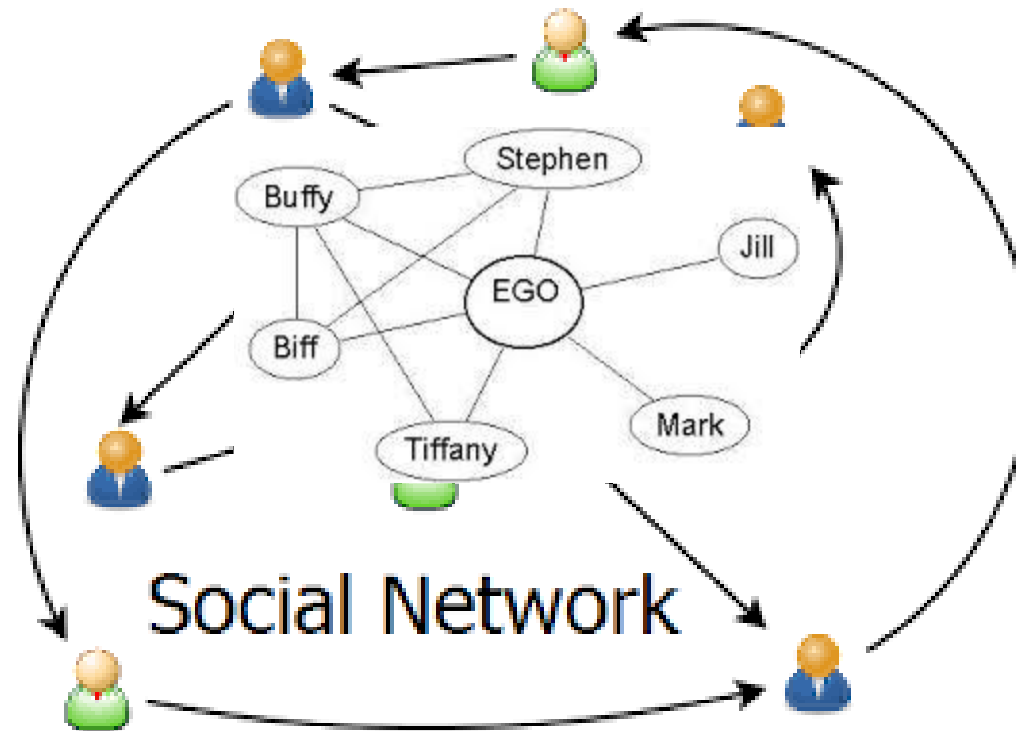 Stephen
Buffy
Jill
EGO
Biff
Mark
Tiffany
Social Network